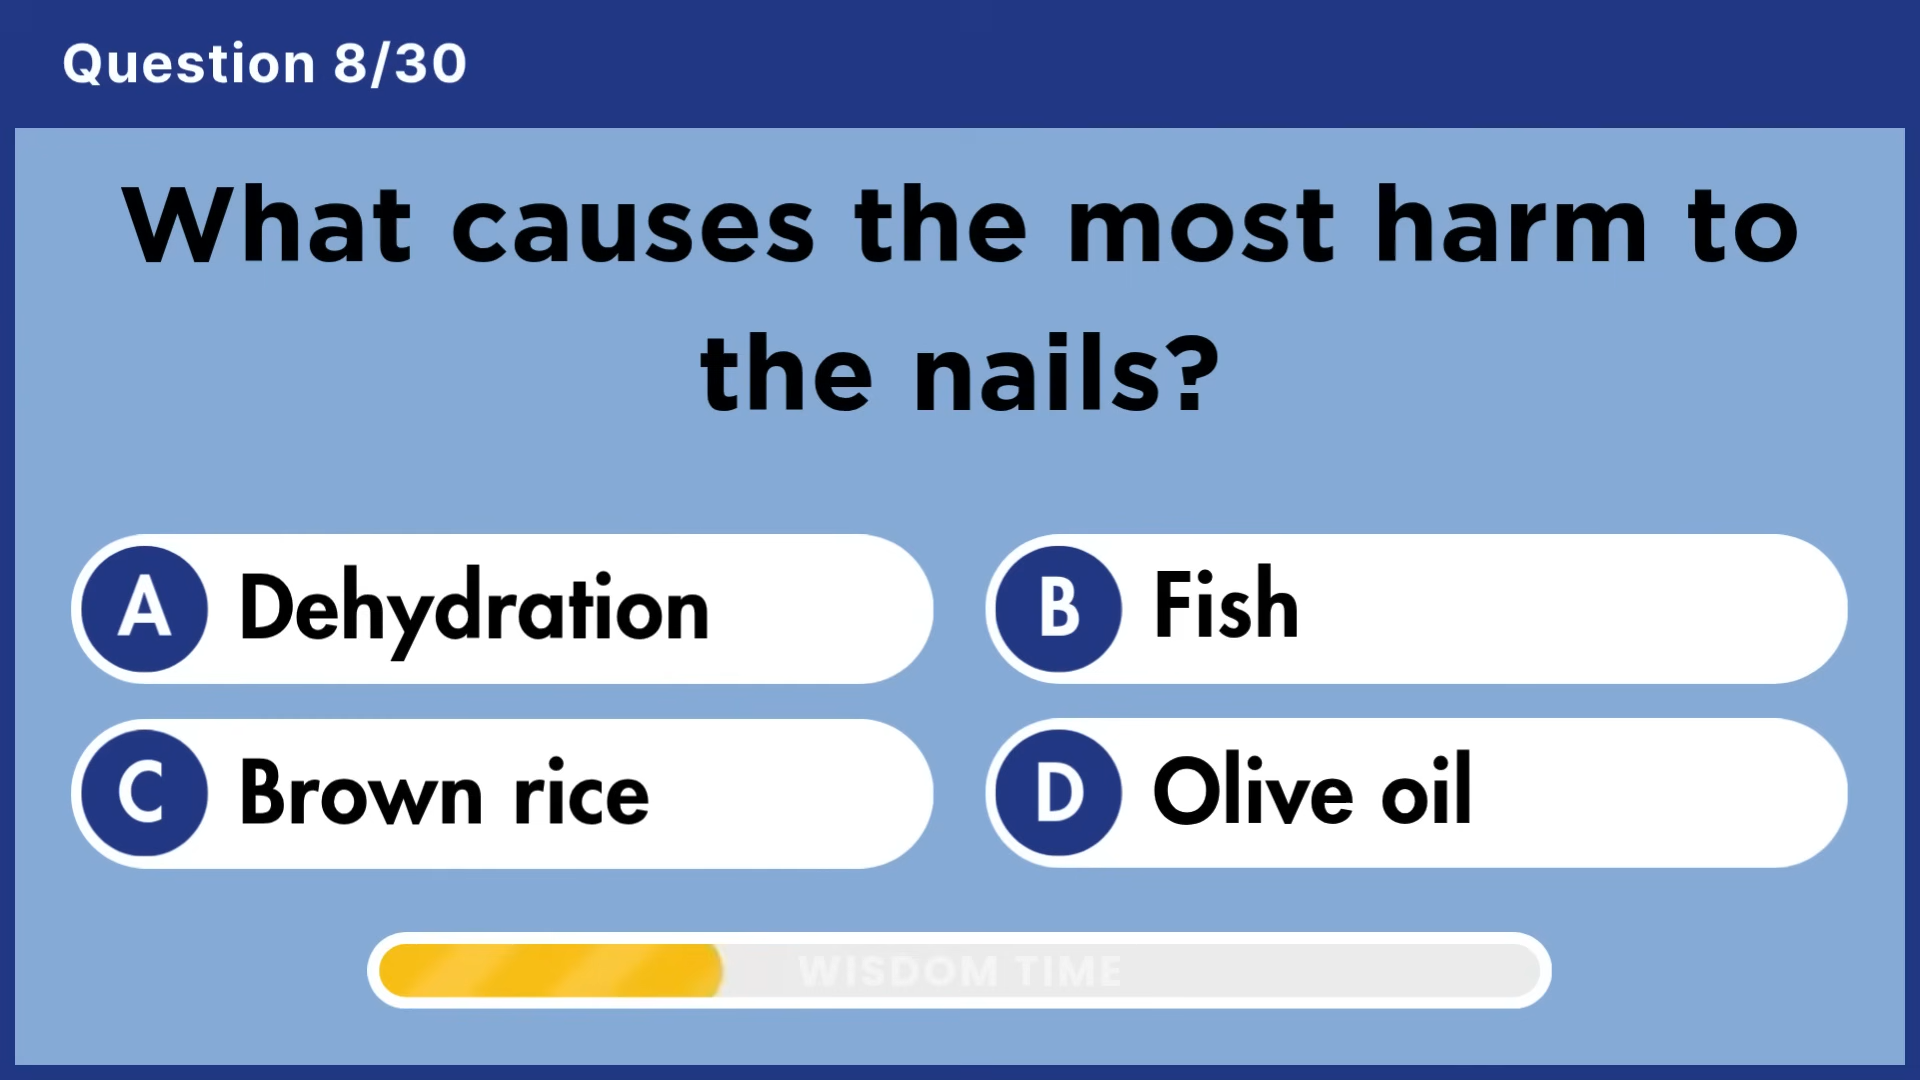 Question 8/30
What causes the most harm to
the nails?
A Dehydration
B Fish
C Brown rice
D Olive oil
WISDOM TIME